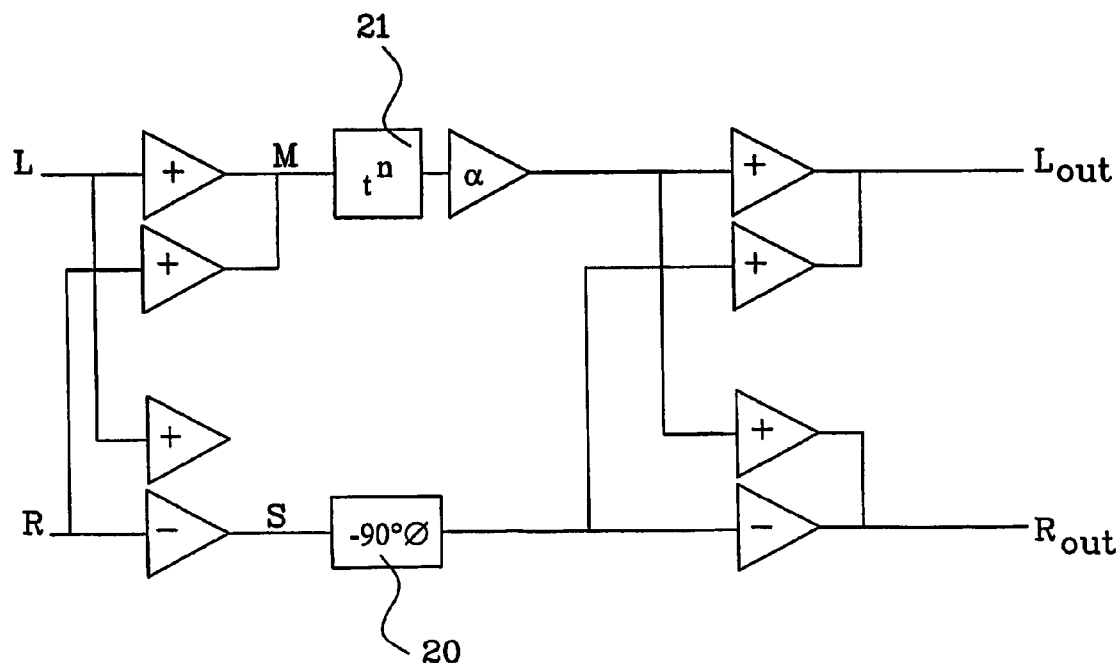 21
L + M t^n α + L_out
+ +
+ +
R − S -90°Ø − R_out
20